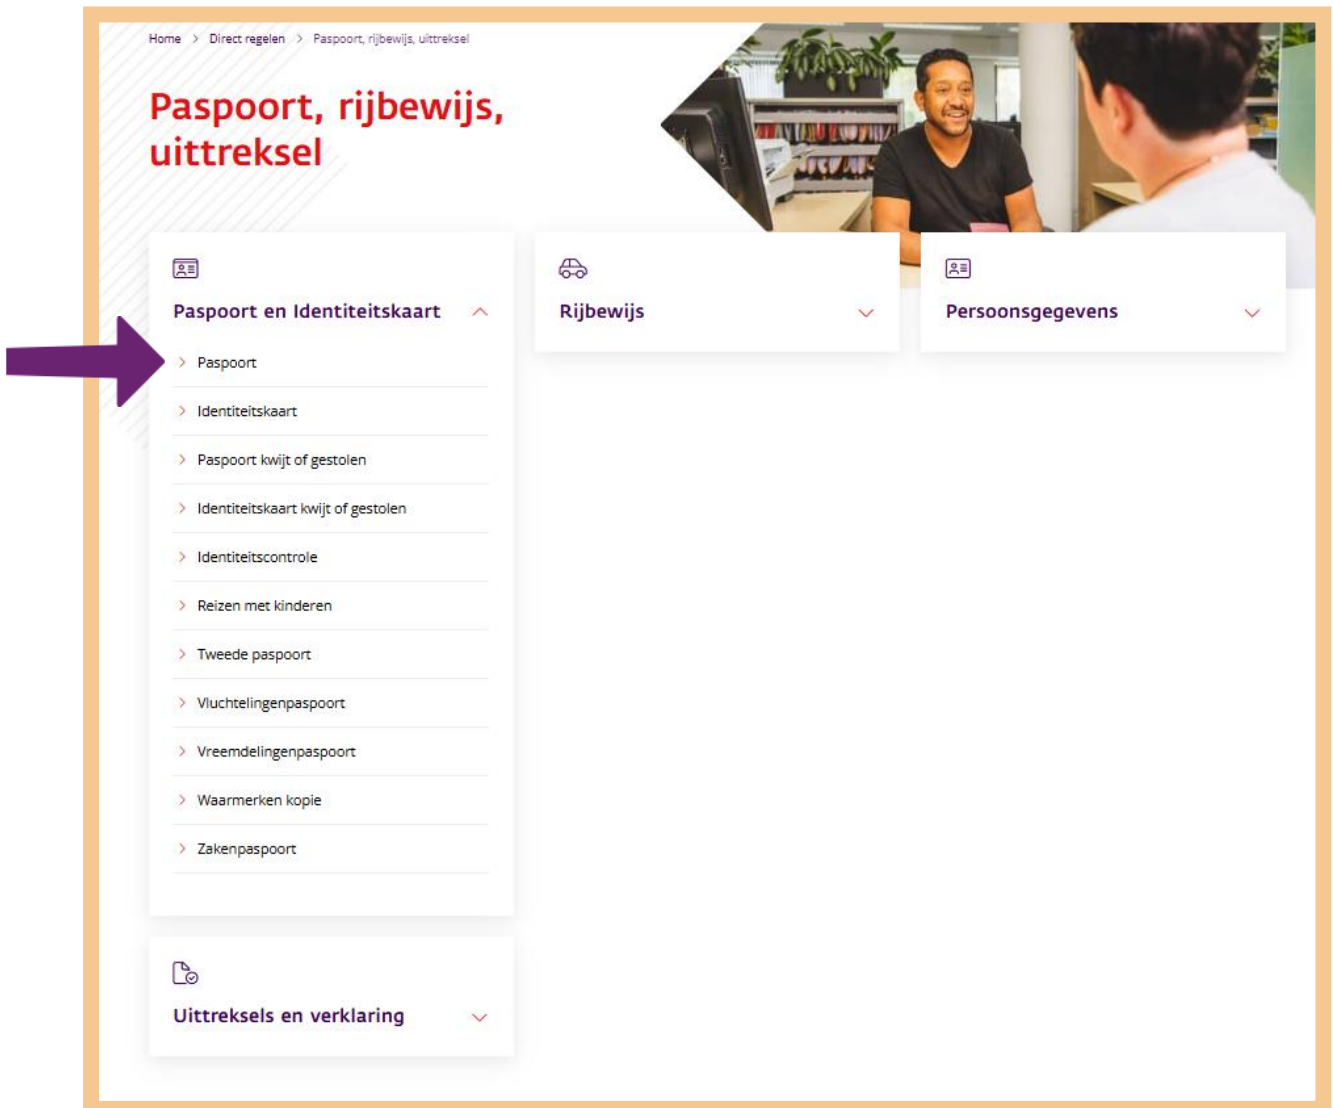 Home > Direct regelen > Paspoort, rijbewijs, uittreksel
Paspoort, rijbewijs,
uittreksel
Paspoort en Identiteitskaart
Paspoort
Identiteitskaart
Paspoort kwijt of gestolen
Identiteitskaart kwijt of gestolen
Identiteitscontrole
Reizen met kinderen
Tweede paspoort
Vluchtelingenpaspoort
Vreemdelingenpaspoort
Waarmerken kopie
Zakenpaspoort
Rijbewijs
Persoonsgegevens
Uittreksels en verklaring